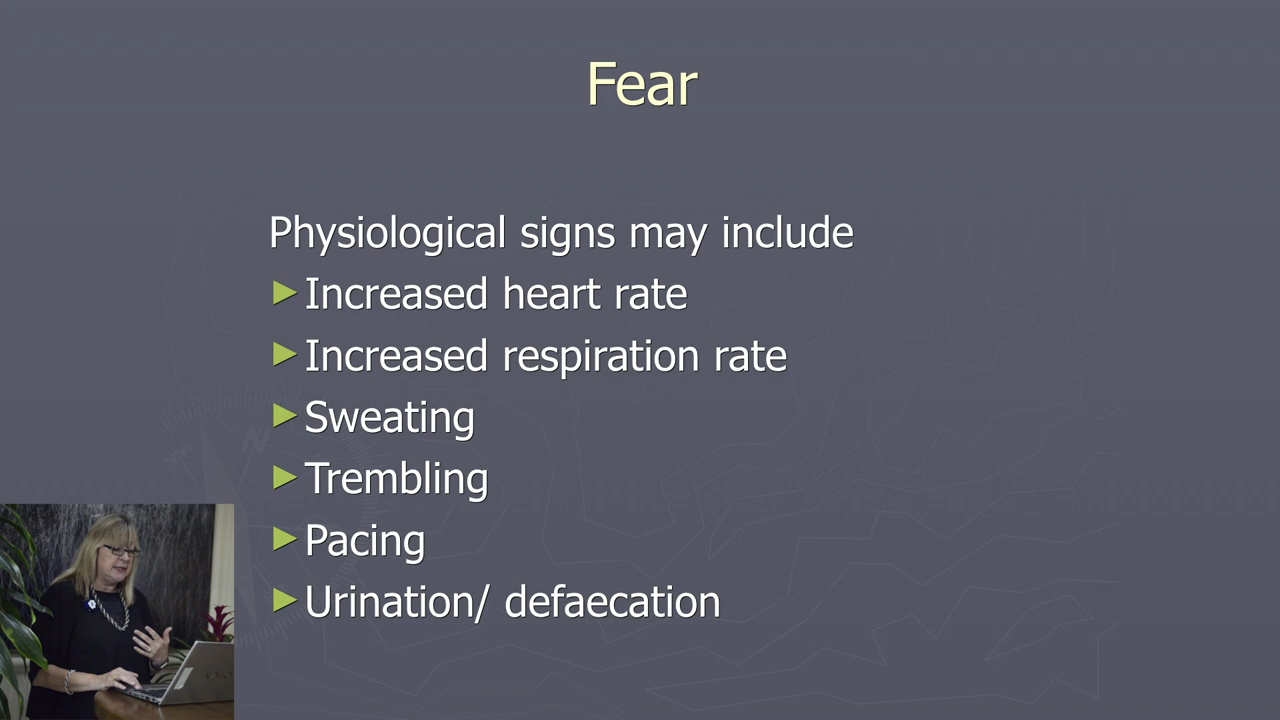 Fear
Physiological signs may include
Increased heart rate
Increased respiration rate
Sweating
Trembling
Pacing
Urination/ defaecation